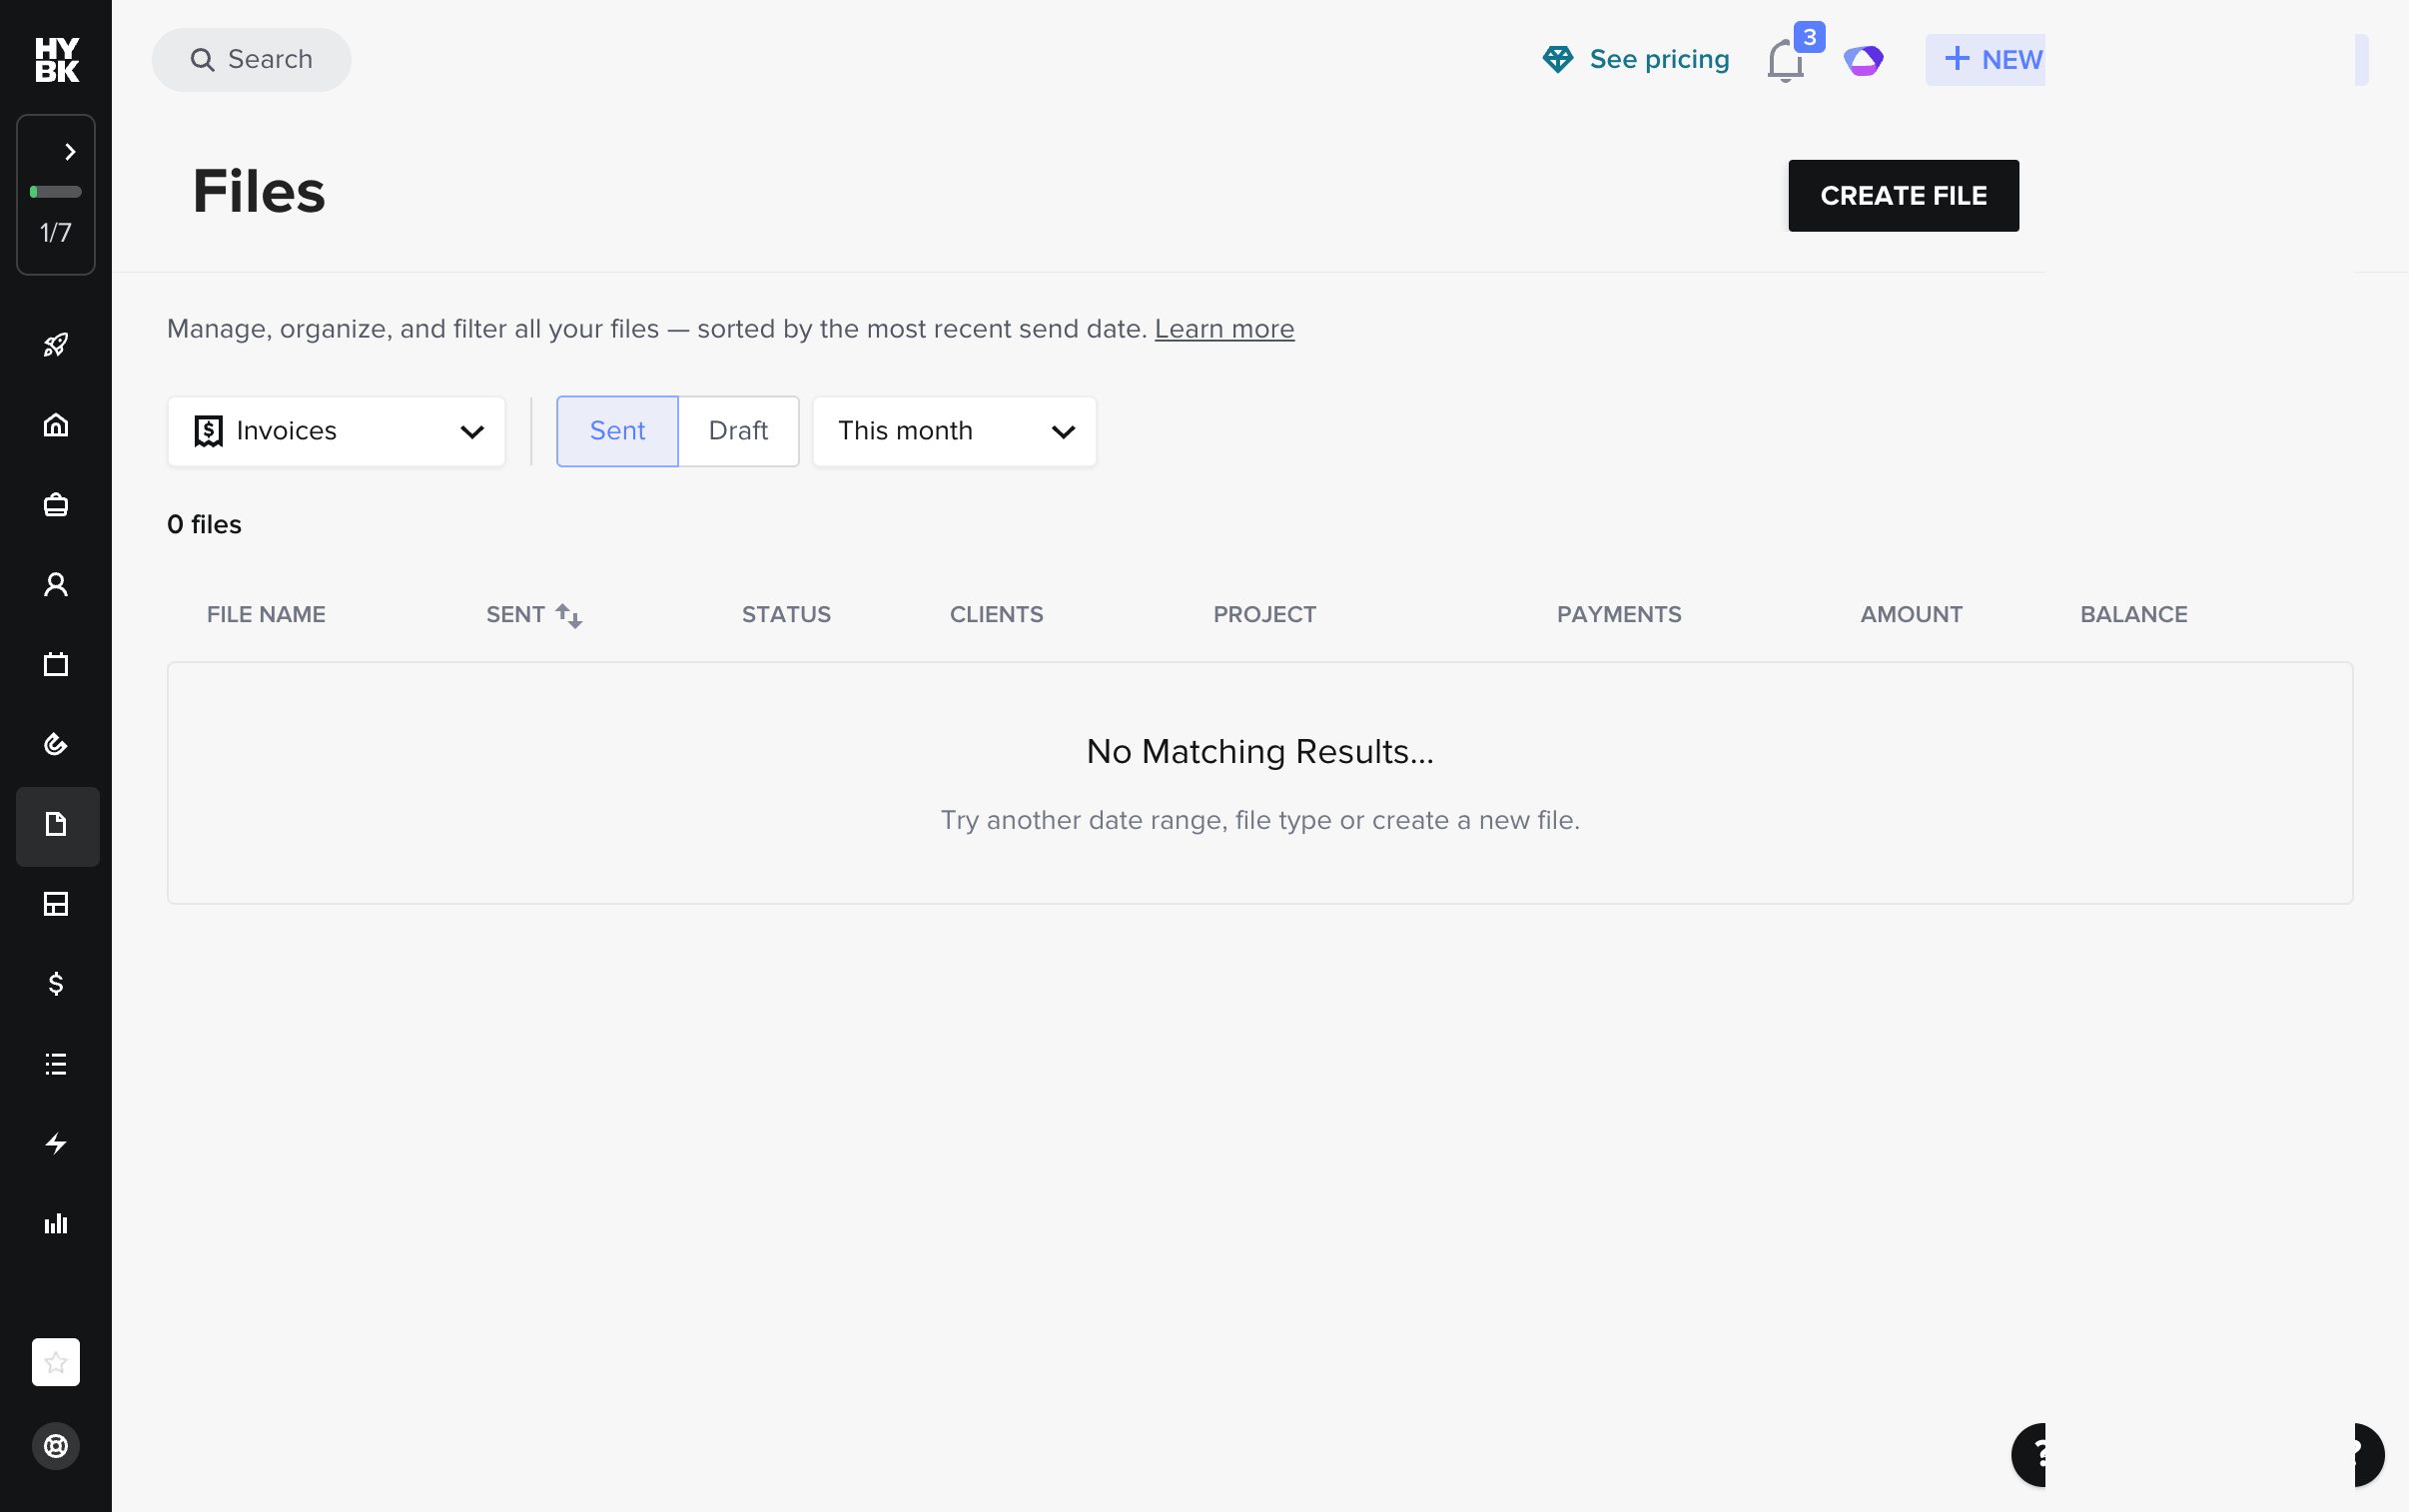 HY
BK
Search
See pricing
3
+ NEW
1/7
Files
CREATE FILE
Manage, organize, and filter all your files — sorted by the most recent send date. Learn more
Invoices
Sent
Draft
This month
0 files
FILE NAME SENT STATUS CLIENTS PROJECT PAYMENTS AMOUNT BALANCE
No Matching Results...
Try another date range, file type or create a new file.